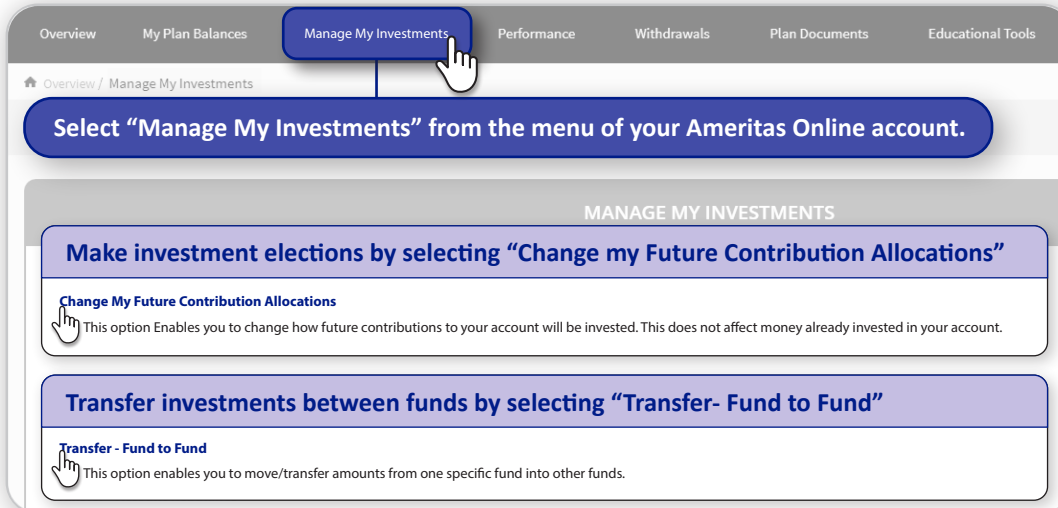 Overview My Plan Balances Manage My Investments Performance Withdrawals Plan Documents Educational Tools
Overview / Manage My Investments
Select “Manage My Investments” from the menu of your Ameritas Online account.
MANAGE MY INVESTMENTS
Make investment elections by selecting “Change my Future Contribution Allocations”
Change My Future Contribution Allocations
This option Enables you to change how future contributions to your account will be invested. This does not affect money already invested in your account.
Transfer investments between funds by selecting “Transfer- Fund to Fund”
Transfer - Fund to Fund
This option enables you to move/transfer amounts from one specific fund into other funds.